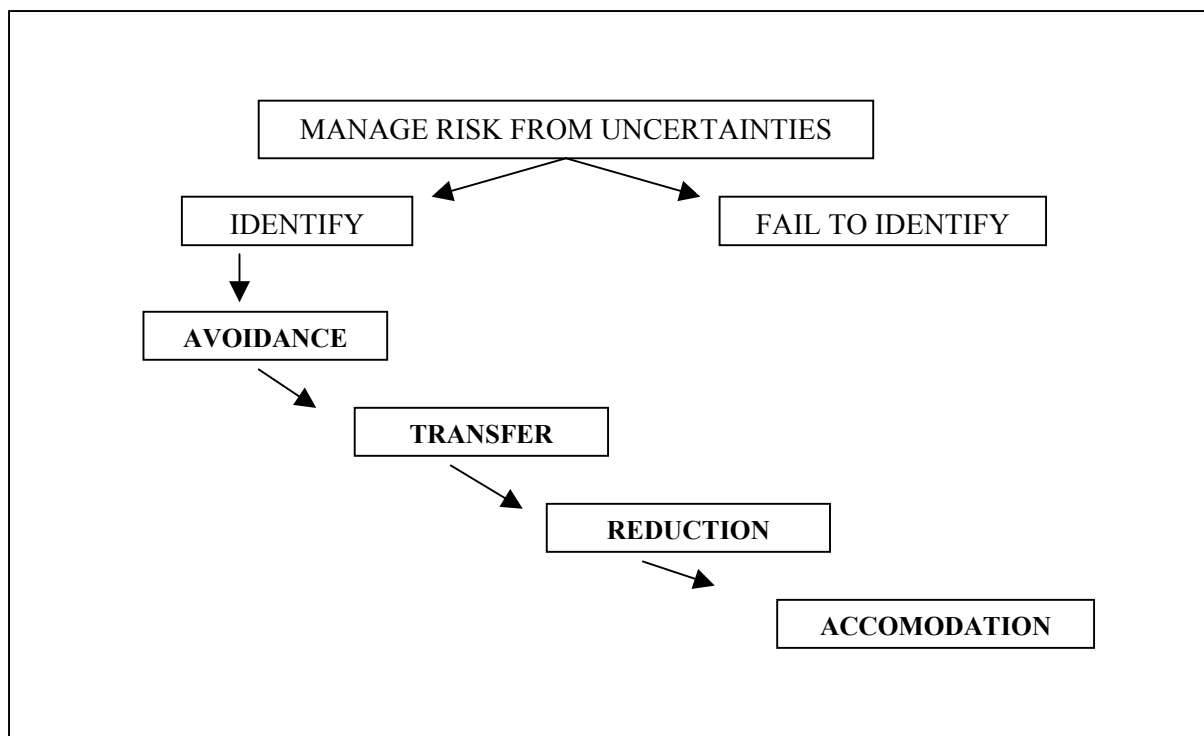 MANAGE RISK FROM UNCERTAINTIES
IDENTIFY
FAIL TO IDENTIFY
AVOIDANCE
TRANSFER
REDUCTION
ACCOMODATION